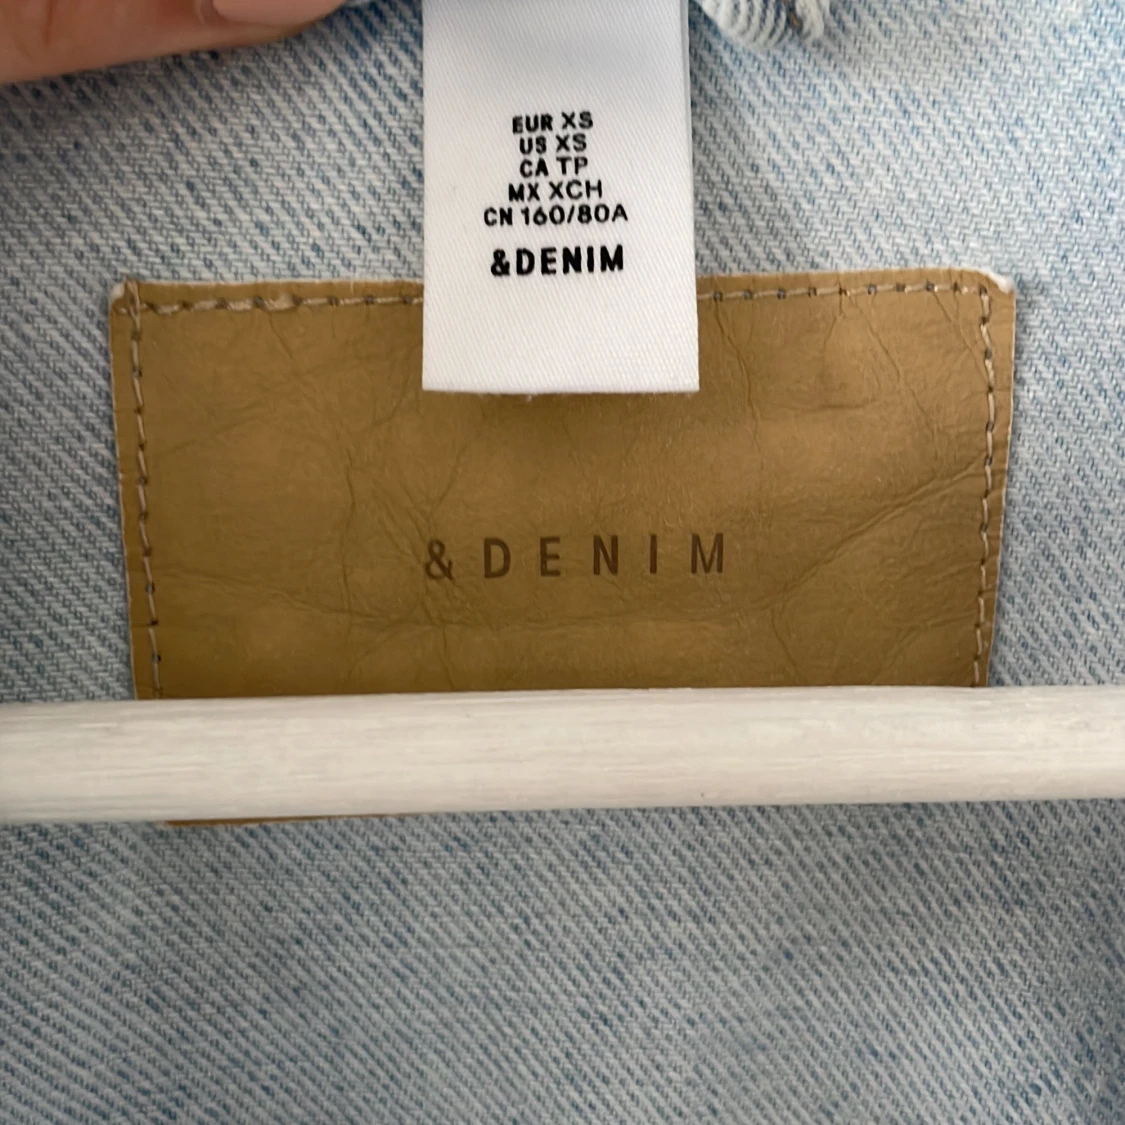 EUR XS
US XS
CA TP
MX XCH
CN 160/80A
&DENIM
&DENIM